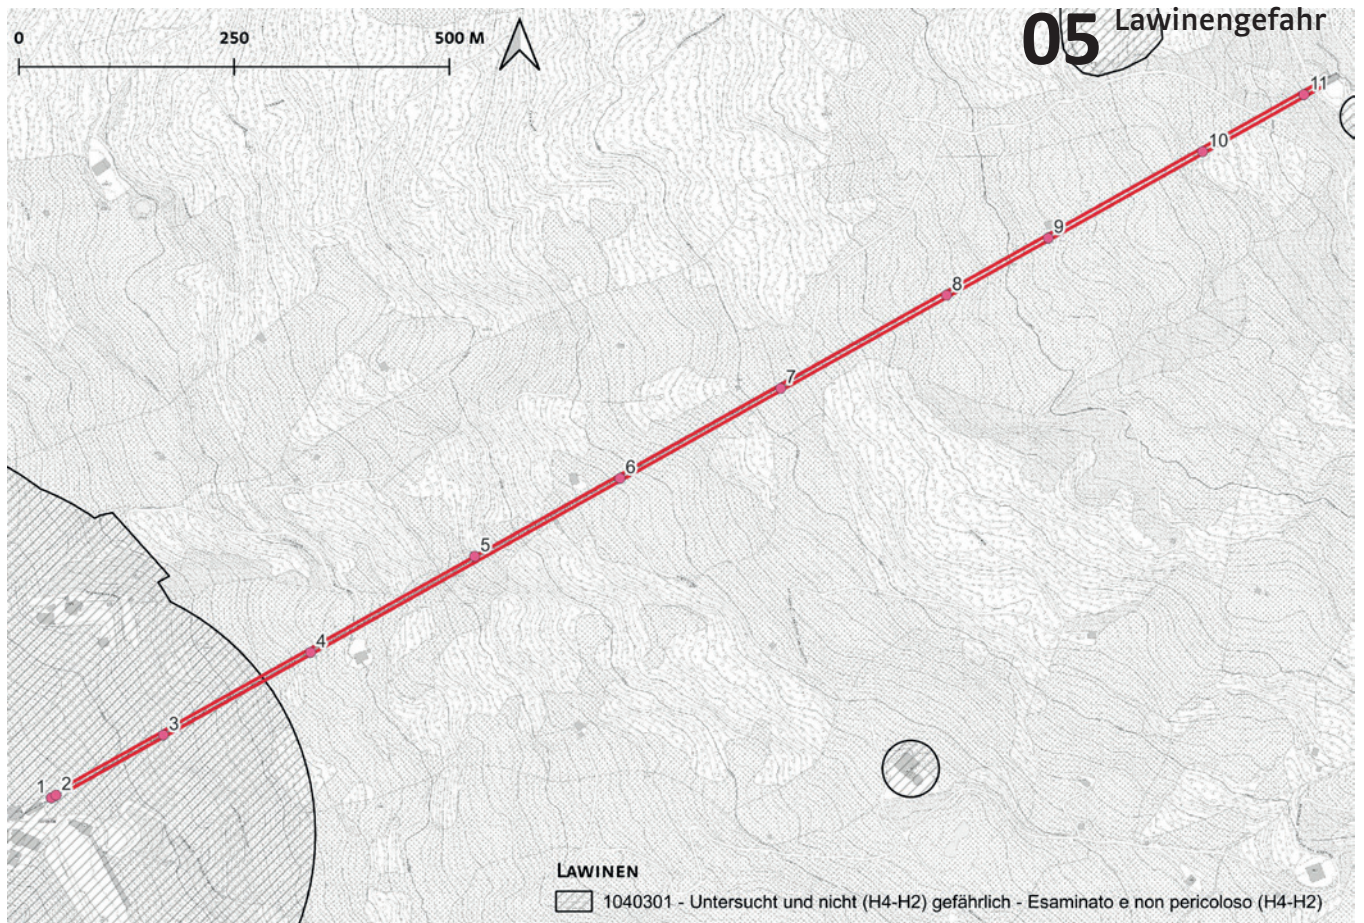 0 250 500 M
05 Lawinengefahr
11
10
9
8
7
6
5
4
3
1 2
LAWINEN
1040301 - Untersucht und nicht (H4-H2) gefährlich - Esaminato e non pericoloso (H4-H2)